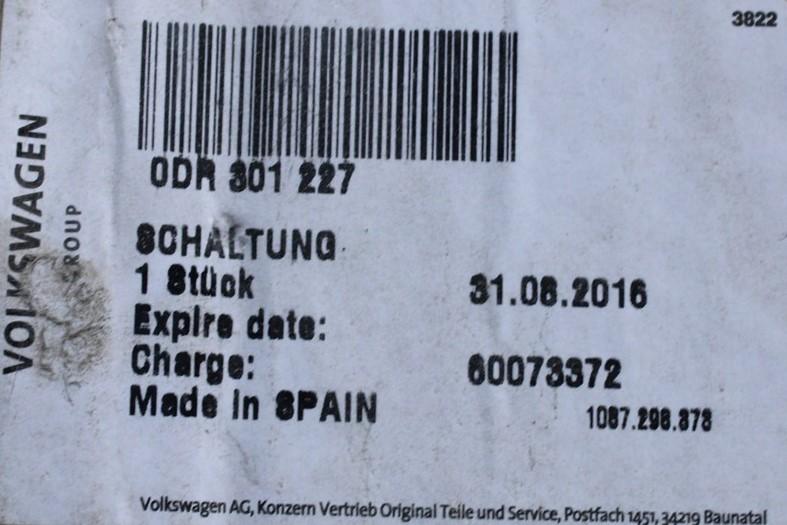 3822
VOLKSWAGEN
GROUP
0DR 301 227
SCHALTUNG
1 Stück 31.08.2016
Expire date:
Charge: 60073372
Made in SPAIN 1087.298.878
Volkswagen AG, Konzern Vertrieb Original Teile und Service, Postfach 1451, 34219 Baunatal